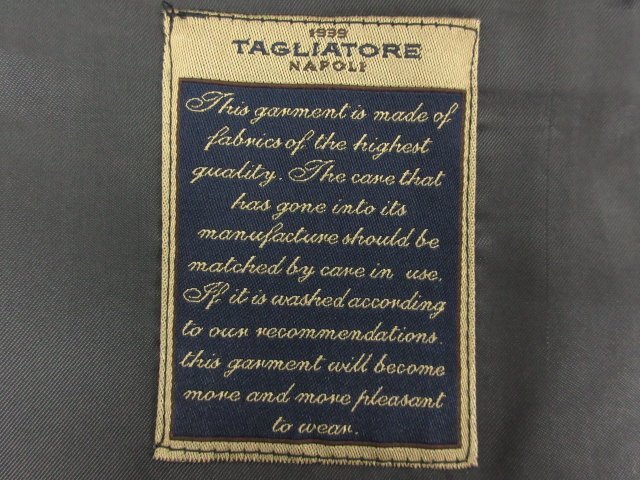 1939
TAGLIATORE
NAPOLI
This garment is made of
fabrics of the highest
quality. The care that
has gone into its
manufacture should be
matched by care in use.
If it is washed according
to our recommendations.
this garment will become
more and more pleasant
to wear.